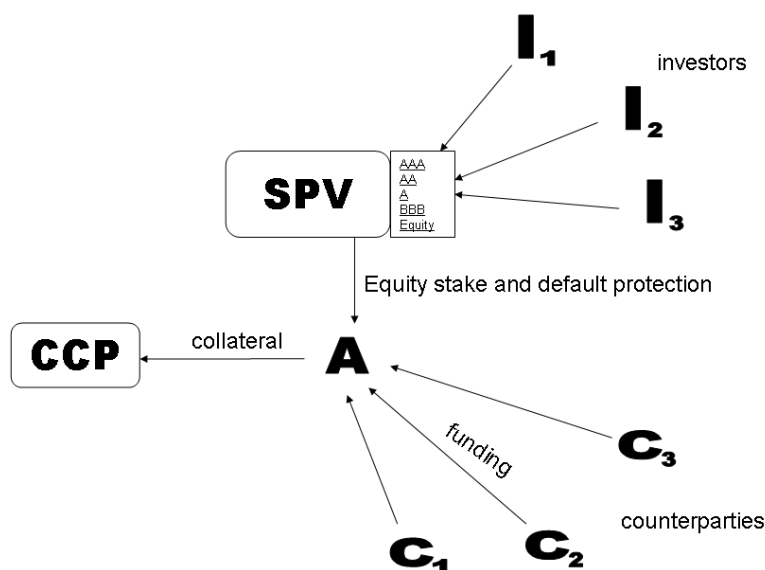 I1
investors
I2
SPV
AAA
AA
A
BBB
Equity
I3
Equity stake and default protection
CCP
collateral
A
funding
C3
counterparties
C1
C2